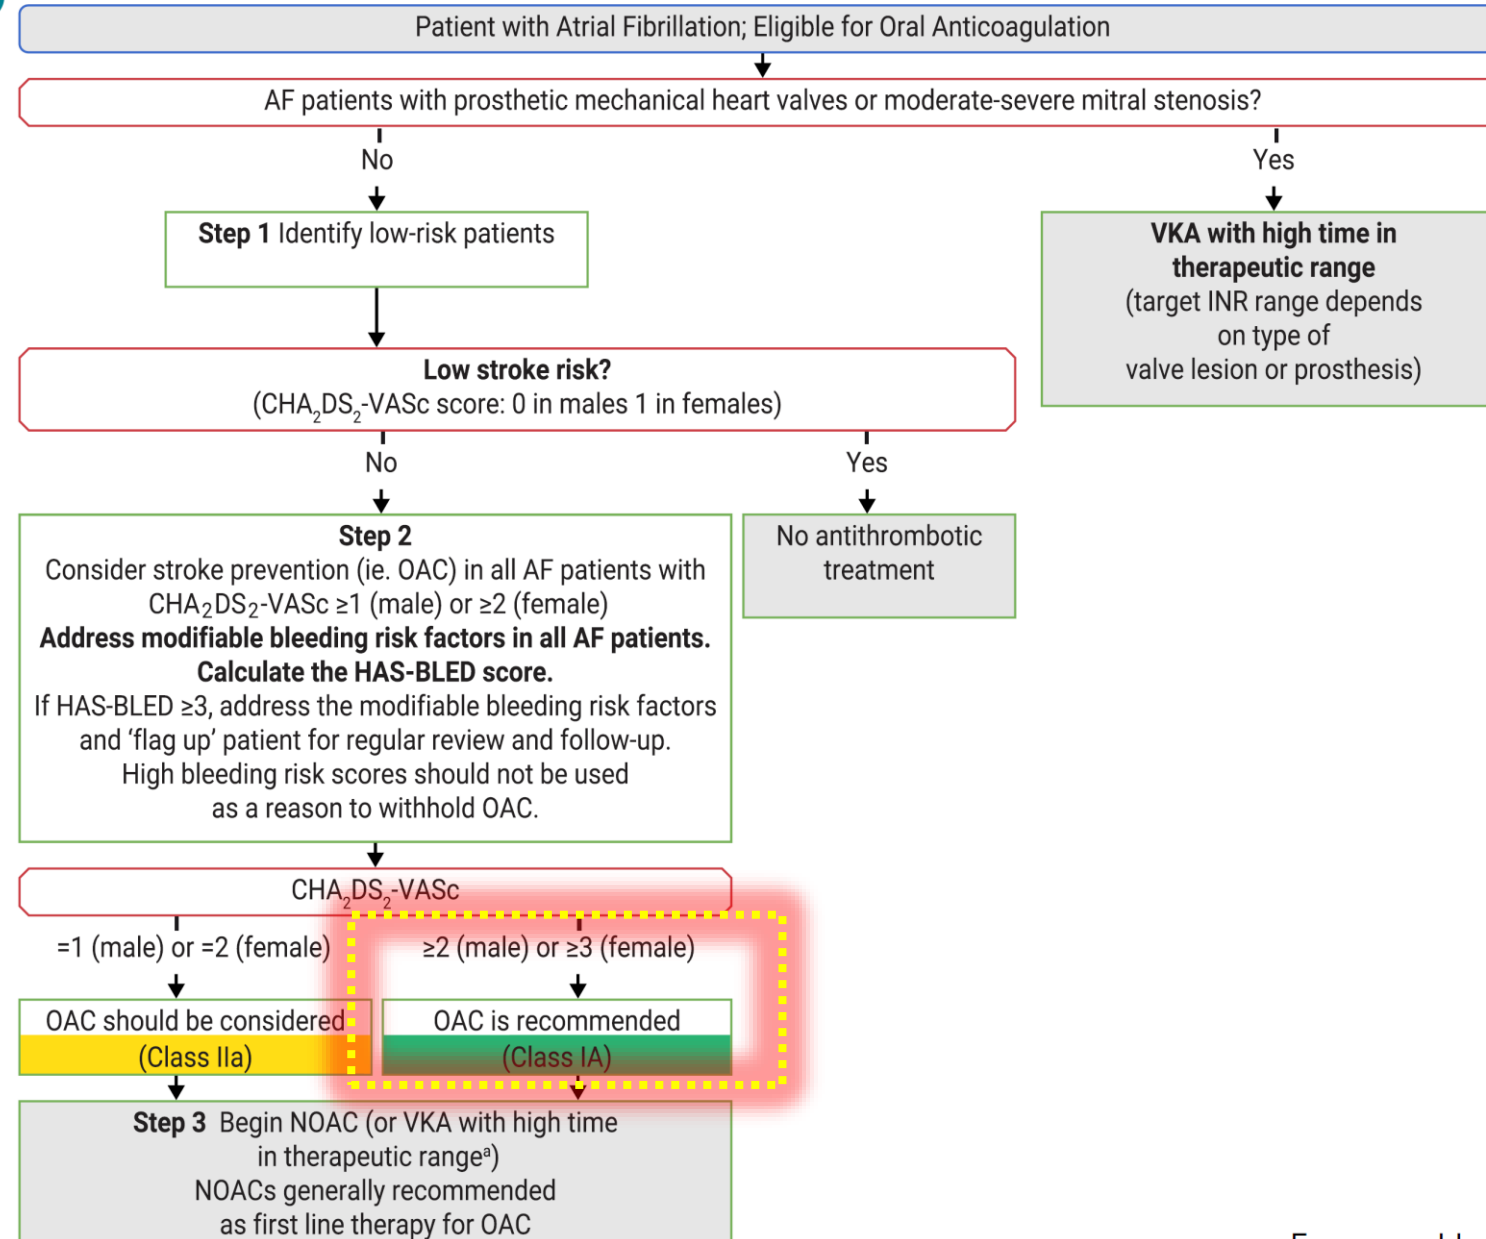 Patient with Atrial Fibrillation; Eligible for Oral Anticoagulation
AF patients with prosthetic mechanical heart valves or moderate-severe mitral stenosis?
No
Yes
Step 1 Identify low-risk patients
VKA with high time in
therapeutic range
(target INR range depends
on type of
valve lesion or prosthesis)
Low stroke risk?
(CHA₂DS₂-VASc score: 0 in males 1 in females)
No
Yes
Step 2
Consider stroke prevention (ie. OAC) in all AF patients with
CHA₂DS₂-VASc ≥1 (male) or ≥2 (female)
Address modifiable bleeding risk factors in all AF patients.
Calculate the HAS-BLED score.
If HAS-BLED ≥3, address the modifiable bleeding risk factors
and ‘flag up’ patient for regular review and follow-up.
High bleeding risk scores should not be used
as a reason to withhold OAC.
No antithrombotic
treatment
CHA₂DS₂-VASc
=1 (male) or =2 (female)
≥2 (male) or ≥3 (female)
OAC should be considered
(Class IIa)
OAC is recommended
(Class IA)
Step 3 Begin NOAC (or VKA with high time
in therapeutic rangeᵃ)
NOACs generally recommended
as first line therapy for OAC